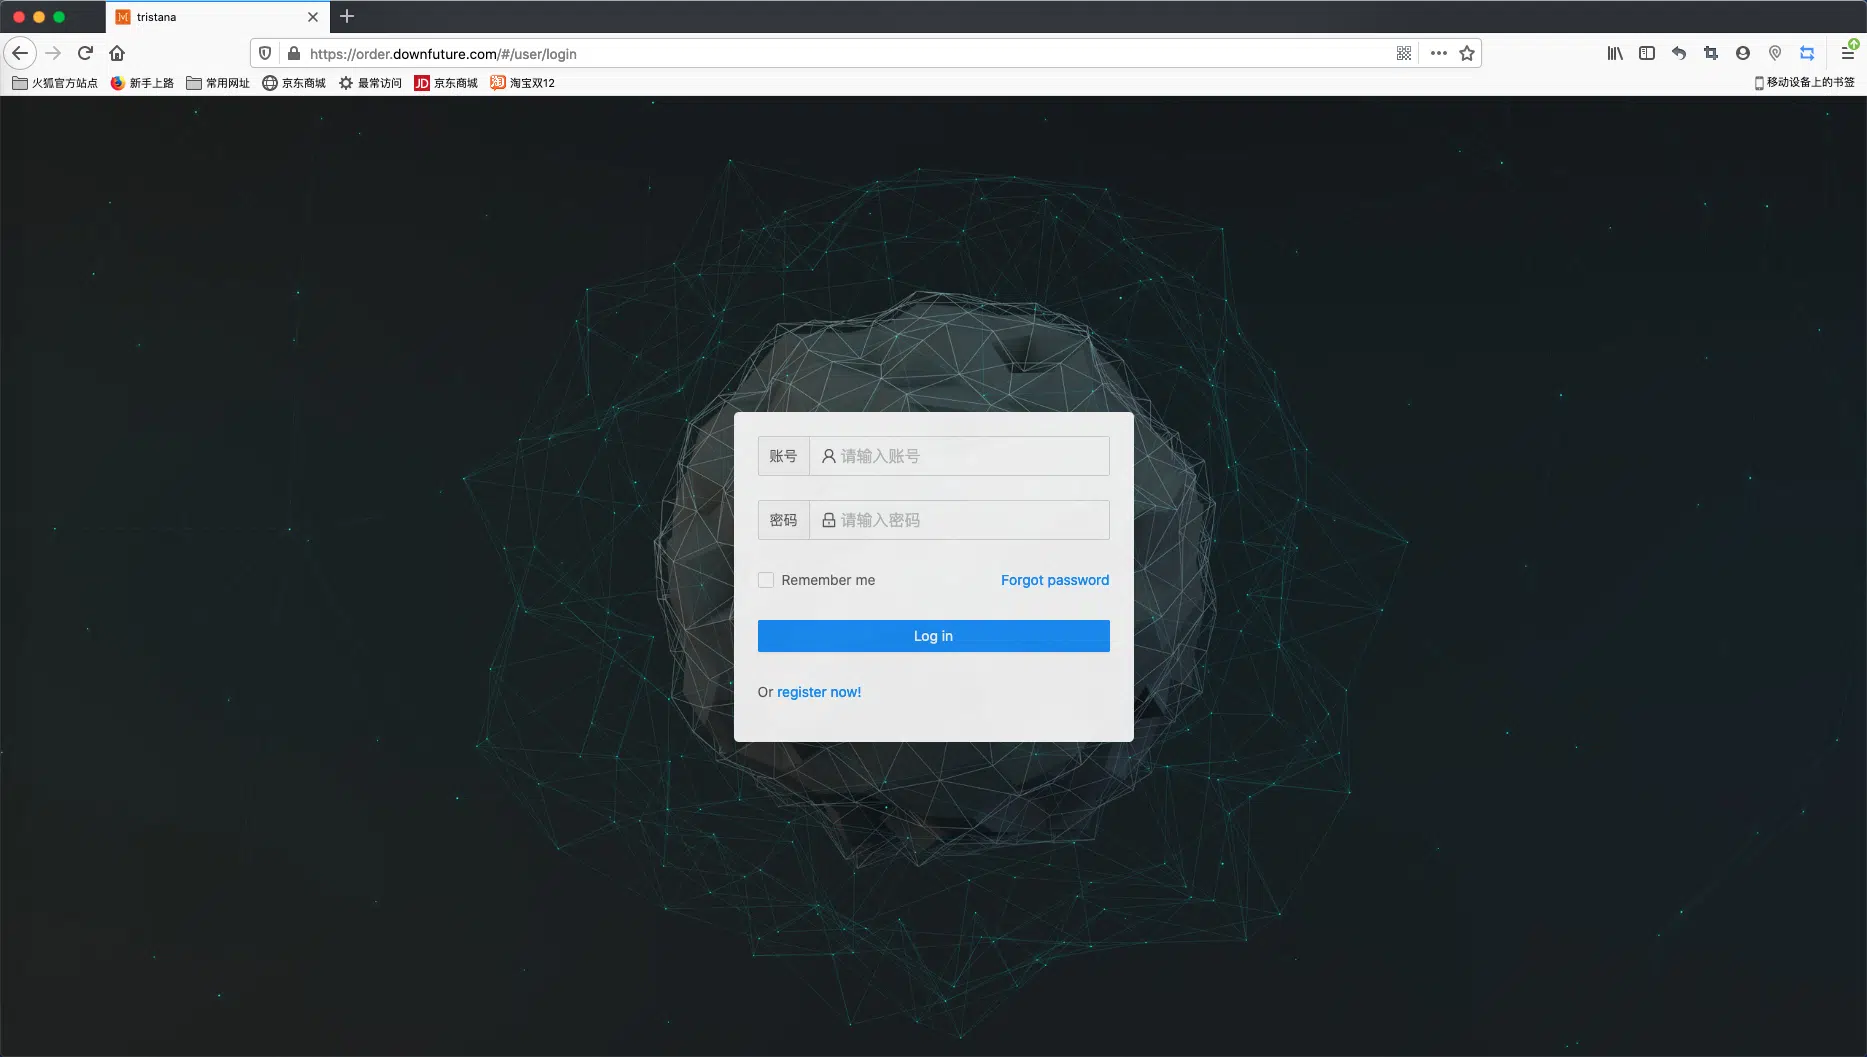 tristana
https://order.downfuture.com/#/user/login
火狐官方站点 新手上路 常用网址 京东商城 最常访问 JD 京东商城 淘 淘宝双12 移动设备上的书签
账号 请输入账号
密码 请输入密码
Remember me Forgot password
Log in
Or register now!